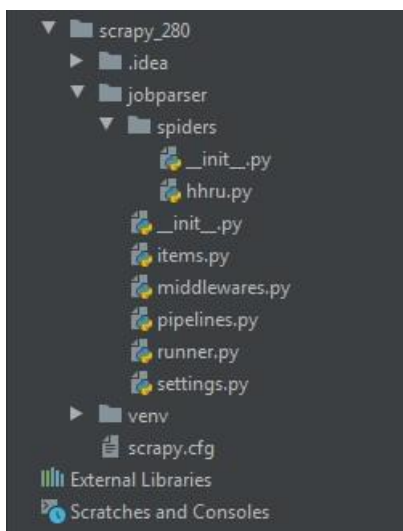 scrapy_280
.idea
jobparser
spiders
__init__.py
hhru.py
__init__.py
items.py
middlewares.py
pipelines.py
runner.py
settings.py
venv
scrapy.cfg
External Libraries
Scratches and Consoles